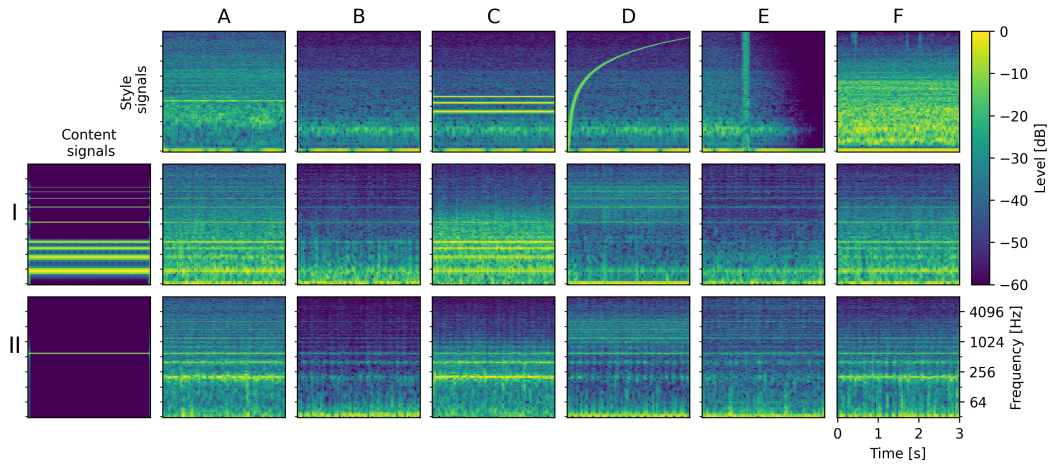 A B C D E F
Style
signals
Content
signals
I
II
0
−10
−20
−30
−40
−50
−60
Level [dB]
4096
1024
256
64
Frequency [Hz]
0 1 2 3
Time [s]